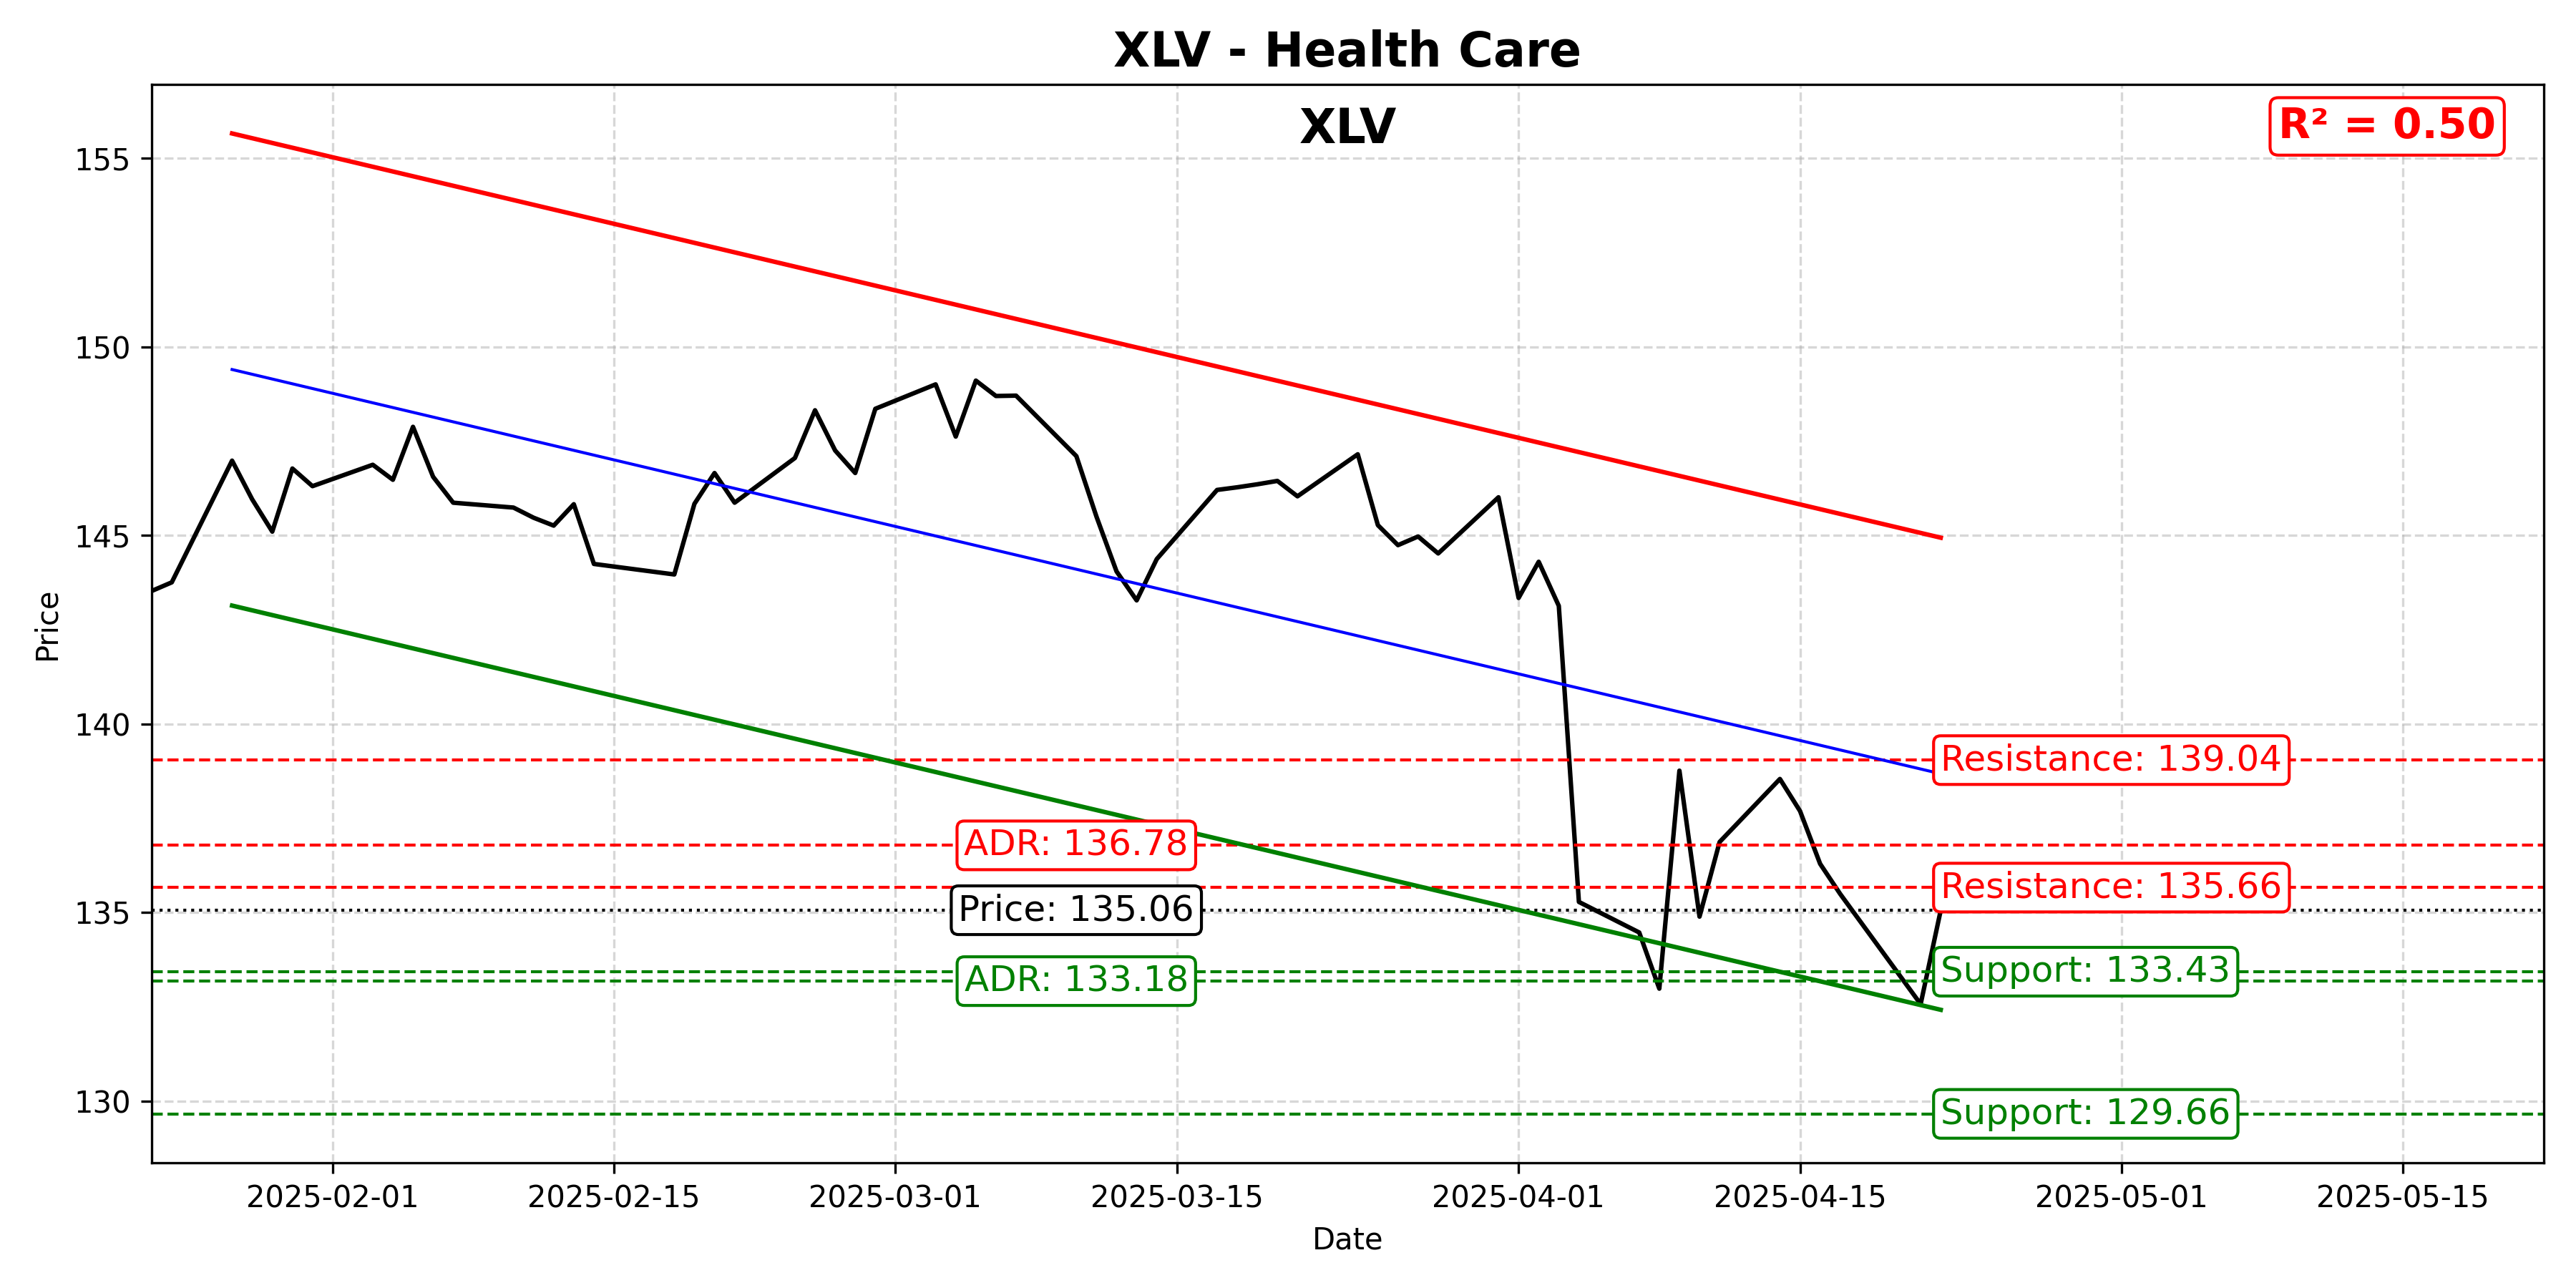 XLV - Health Care
XLV
R² = 0.50
155
150
145
140
135
130
Price
Resistance: 139.04
ADR: 136.78
Resistance: 135.66
Price: 135.06
Support: 133.43
ADR: 133.18
Support: 129.66
2025-02-01
2025-02-15
2025-03-01
2025-03-15
2025-04-01
2025-04-15
2025-05-01
2025-05-15
Date